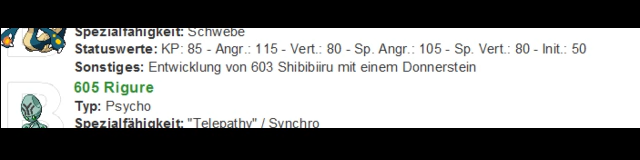 Spezialfähigkeit: Schwebe
Statuswerte: KP: 85 - Angr.: 115 - Vert.: 80 - Sp. Angr.: 105 - Sp. Vert.: 80 - Init.: 50
Sonstiges: Entwicklung von 603 Shibibiiru mit einem Donnerstein
605 Rigure
Typ: Psycho
Spezialfähigkeit: "Telepathy" / Synchro